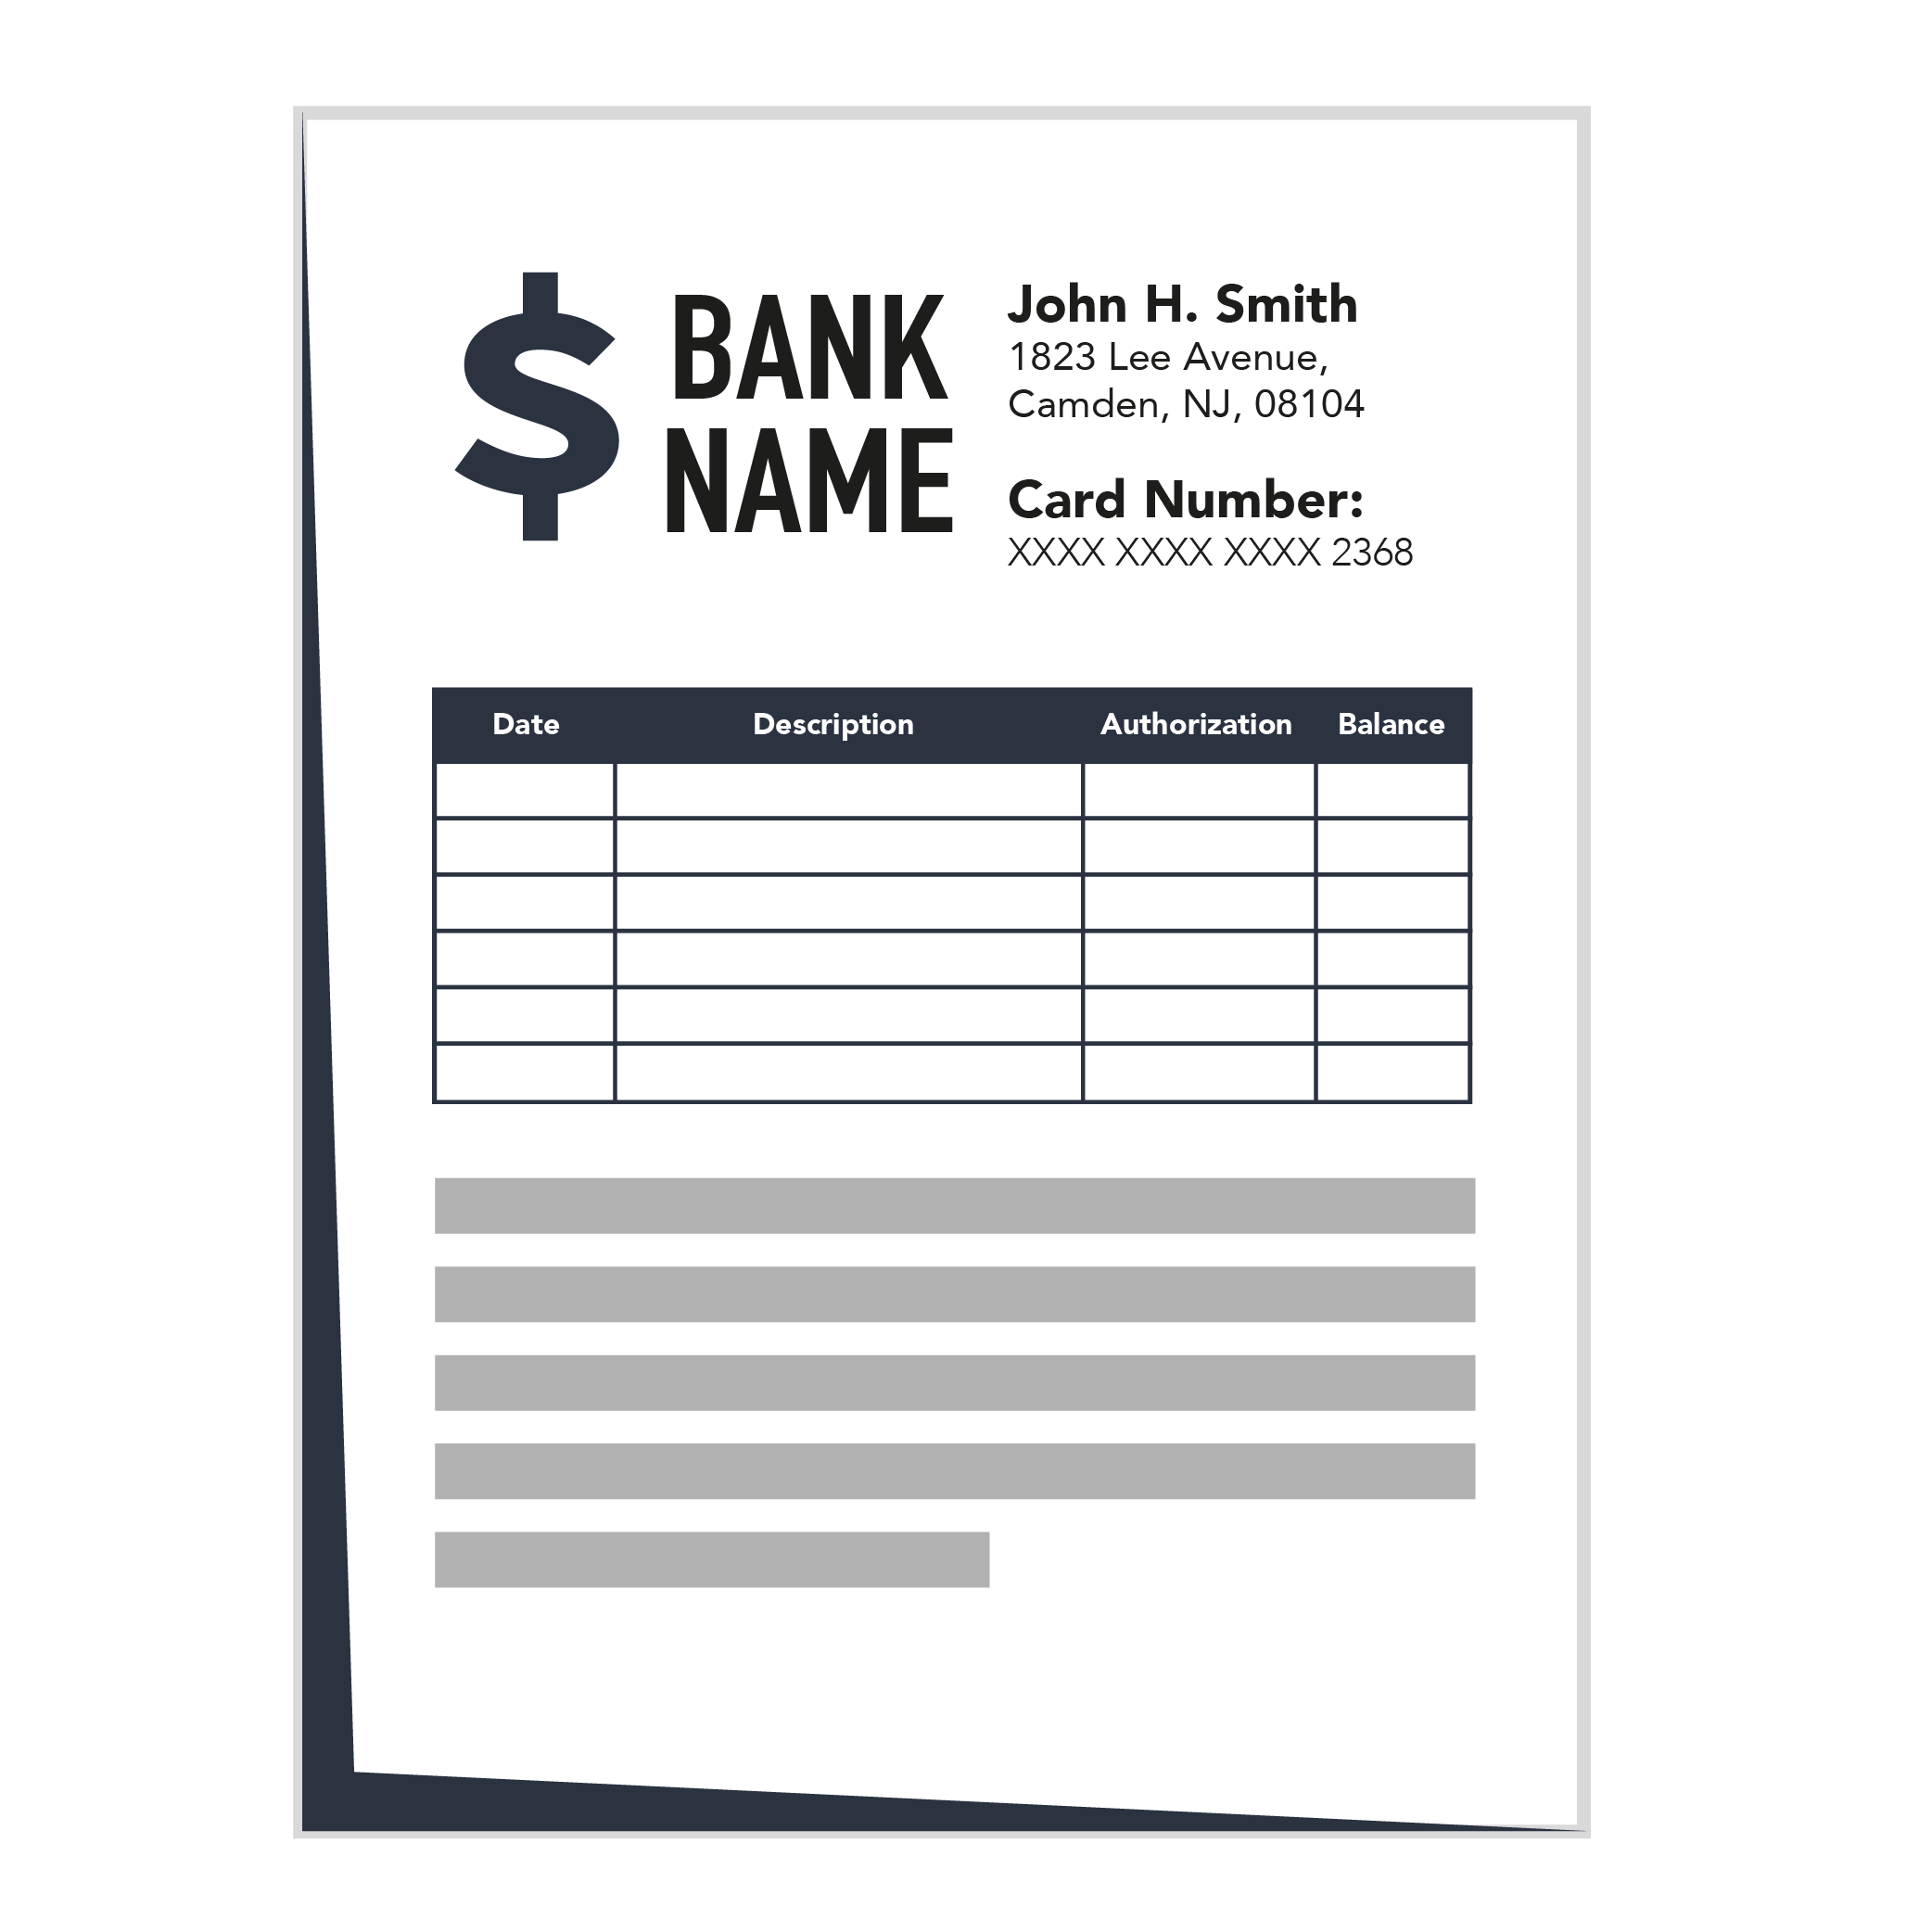 $
BANK
NAME
John H. Smith
1823 Lee Avenue,
Camden, NJ, 08104
Card Number:
XXXX XXXX XXXX 2368
Date Description Authorization Balance